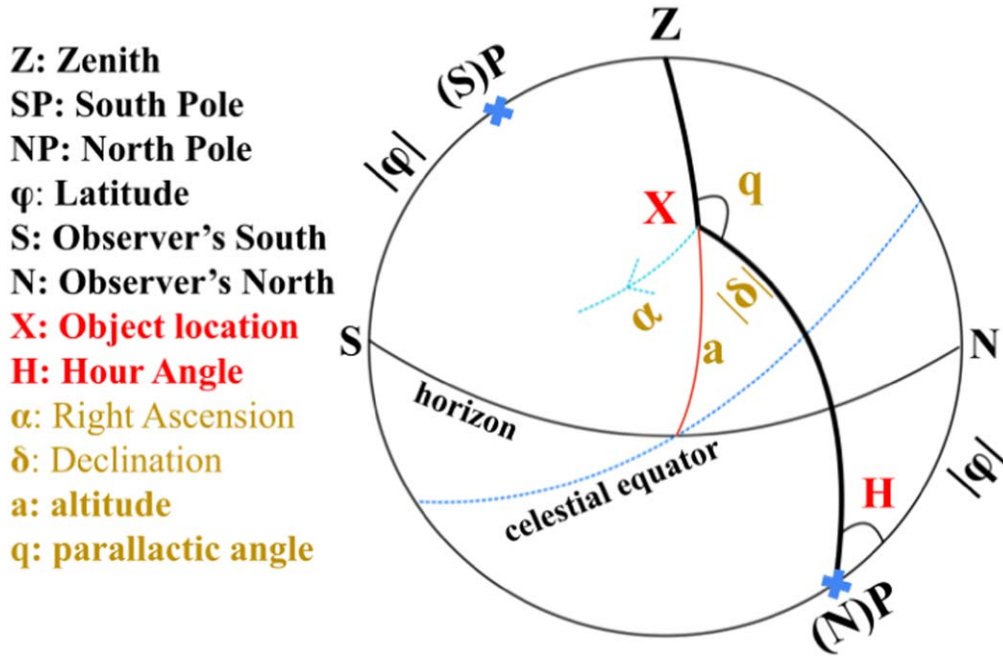 Z: Zenith
SP: South Pole
NP: North Pole
φ: Latitude
S: Observer's South
N: Observer's North
X: Object location
H: Hour Angle
α: Right Ascension
δ: Declination
a: altitude
q: parallactic angle
Z
(S)P
|φ|
X
q
|δ|
α
a
S
N
horizon
celestial equator
H
|φ|
(N)P